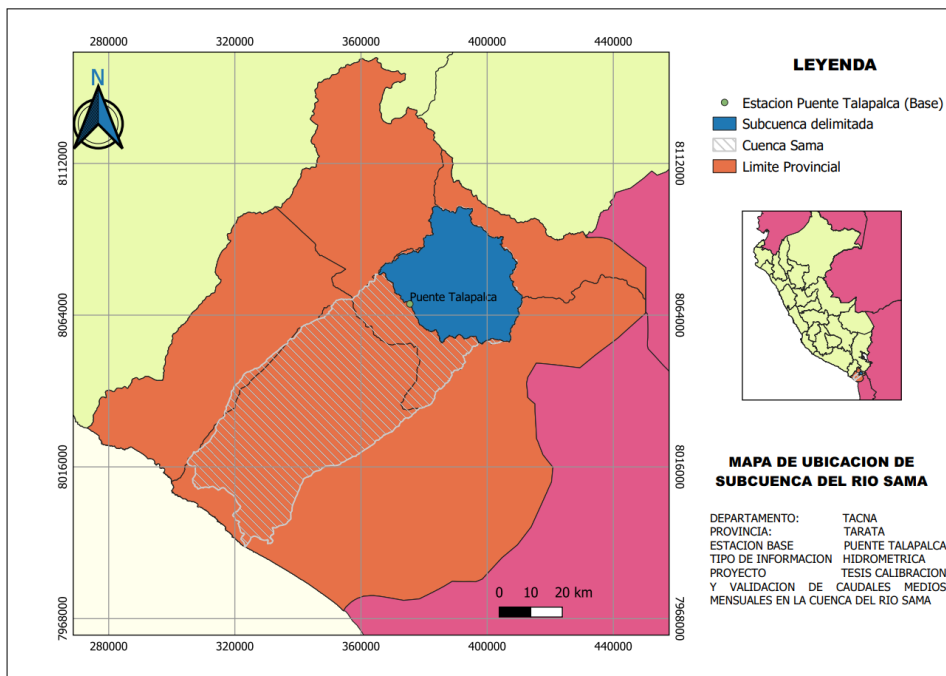 280000 320000 360000 400000 440000
N
8112000 8112000
8064000 8064000
8016000 8016000
7968000 7968000
Puente Talapalca
0 10 20 km
280000 320000 360000 400000 440000
LEYENDA
Estacion Puente Talapalca (Base)
Subcuenca delimitada
Cuenca Sama
Limite Provincial
MAPA DE UBICACION DE
SUBCUENCA DEL RIO SAMA
DEPARTAMENTO: TACNA
PROVINCIA: TARATA
ESTACION BASE PUENTE TALAPALCA
TIPO DE INFORMACION HIDROMETRICA
PROYECTO TESIS CALIBRACION
Y VALIDACION DE CAUDALES MEDIOS
MENSUALES EN LA CUENCA DEL RIO SAMA